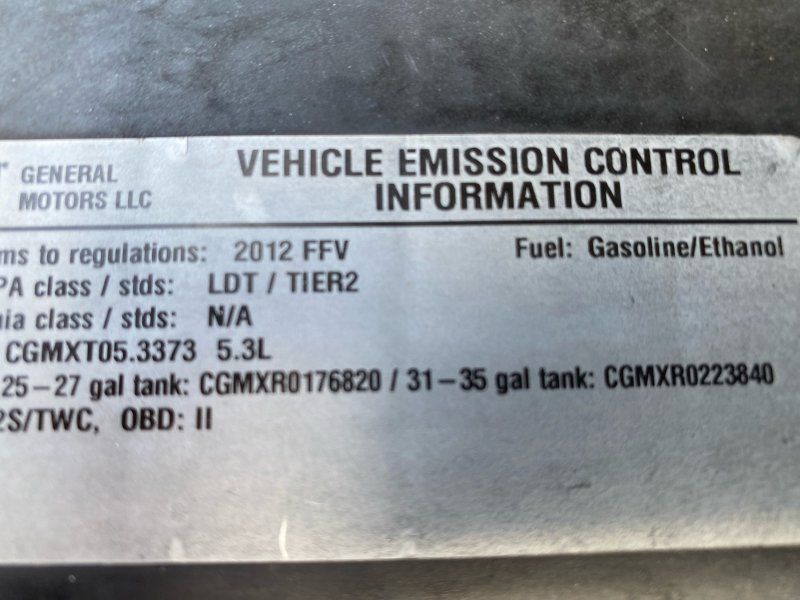 GENERAL
MOTORS LLC
VEHICLE EMISSION CONTROL
INFORMATION
ms to regulations: 2012 FFV
Fuel: Gasoline/Ethanol
PA class / stds: LDT / TIER2
nia class / stds: N/A
CGMXT05.3373 5.3L
25-27 gal tank: CGMXR0176820 / 31-35 gal tank: CGMXR0223840
2S/TWC, OBD: II